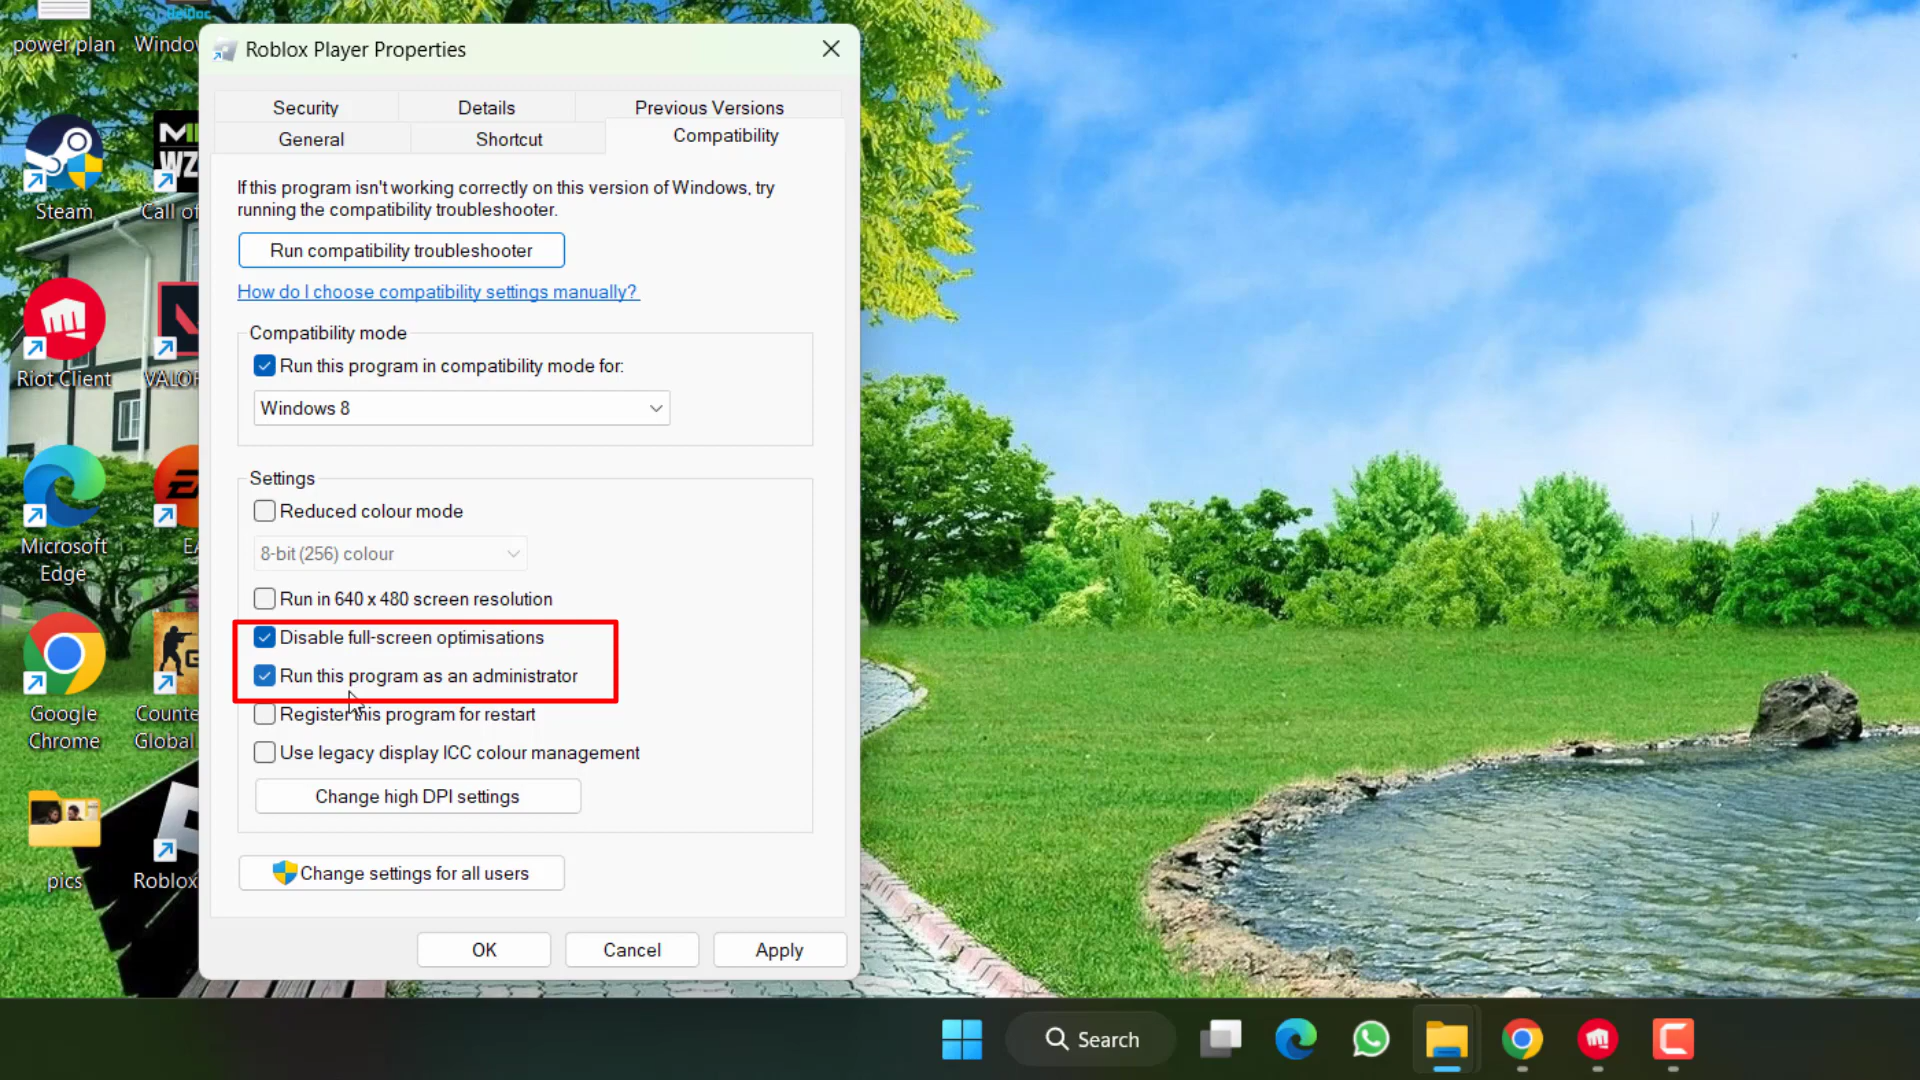 power plan
Roblox Player Properties
Security
Details
Previous Versions
General
Shortcut
Compatibility
If this program isn't working correctly on this version of Windows, try
running the compatibility troubleshooter.
Run compatibility troubleshooter
How do I choose compatibility settings manually?
Compatibility mode
Run this program in compatibility mode for:
Windows 8
Settings
Reduced colour mode
8-bit (256) colour
Run in 640 x 480 screen resolution
Disable full-screen optimisations
Run this program as an administrator
Register this program for restart
Use legacy display ICC colour management
Change high DPI settings
Change settings for all users
OK
Cancel
Apply
Steam
Call of
Riot Client
VALOR
Microsoft
Edge
EA
Google
Chrome
Counte
Global
pics
Roblox
Search